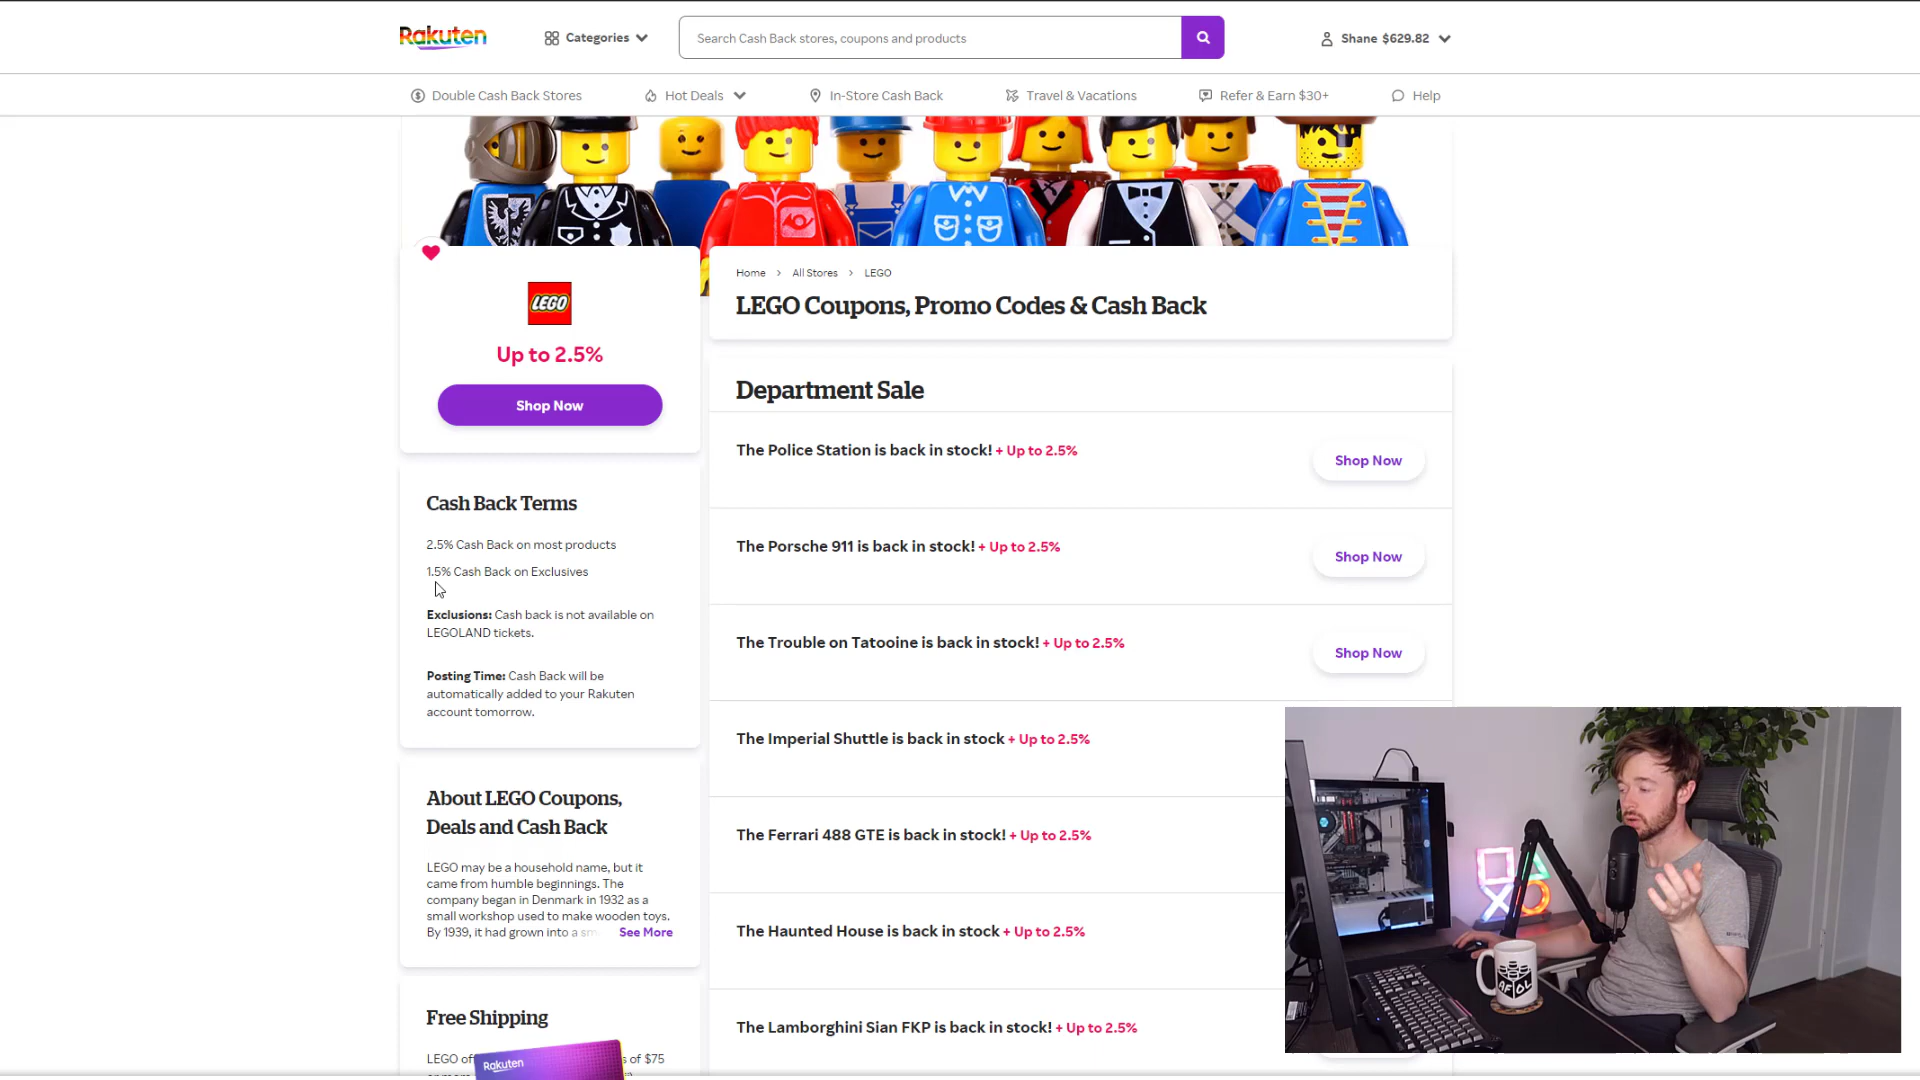 Rakuten
Categories
Search Cash Back stores, coupons and products
Shane $629.82
Double Cash Back Stores
Hot Deals
In-Store Cash Back
Travel & Vacations
Refer & Earn $30+
Help
LEGO
Up to 2.5%
Shop Now
Cash Back Terms
2.5% Cash Back on most products
1.5% Cash Back on Exclusives
Exclusions: Cash back is not available on
LEGOLAND tickets.
Posting Time: Cash Back will be
automatically added to your Rakuten
account tomorrow.
About LEGO Coupons,
Deals and Cash Back
LEGO may be a household name, but it
came from humble beginnings. The
company began in Denmark in 1932 as a
small workshop used to make wooden toys.
By 1939, it had grown into a
See More
Free Shipping
LEGO
s of $75
Rakuten
Home > All Stores > LEGO
LEGO Coupons, Promo Codes & Cash Back
Department Sale
The Police Station is back in stock! + Up to 2.5%
Shop Now
The Porsche 911 is back in stock! + Up to 2.5%
Shop Now
The Trouble on Tatooine is back in stock! + Up to 2.5%
Shop Now
The Imperial Shuttle is back in stock + Up to 2.5%
The Ferrari 488 GTE is back in stock! + Up to 2.5%
The Haunted House is back in stock + Up to 2.5%
The Lamborghini Sian FKP is back in stock! + Up to 2.5%
AFOL